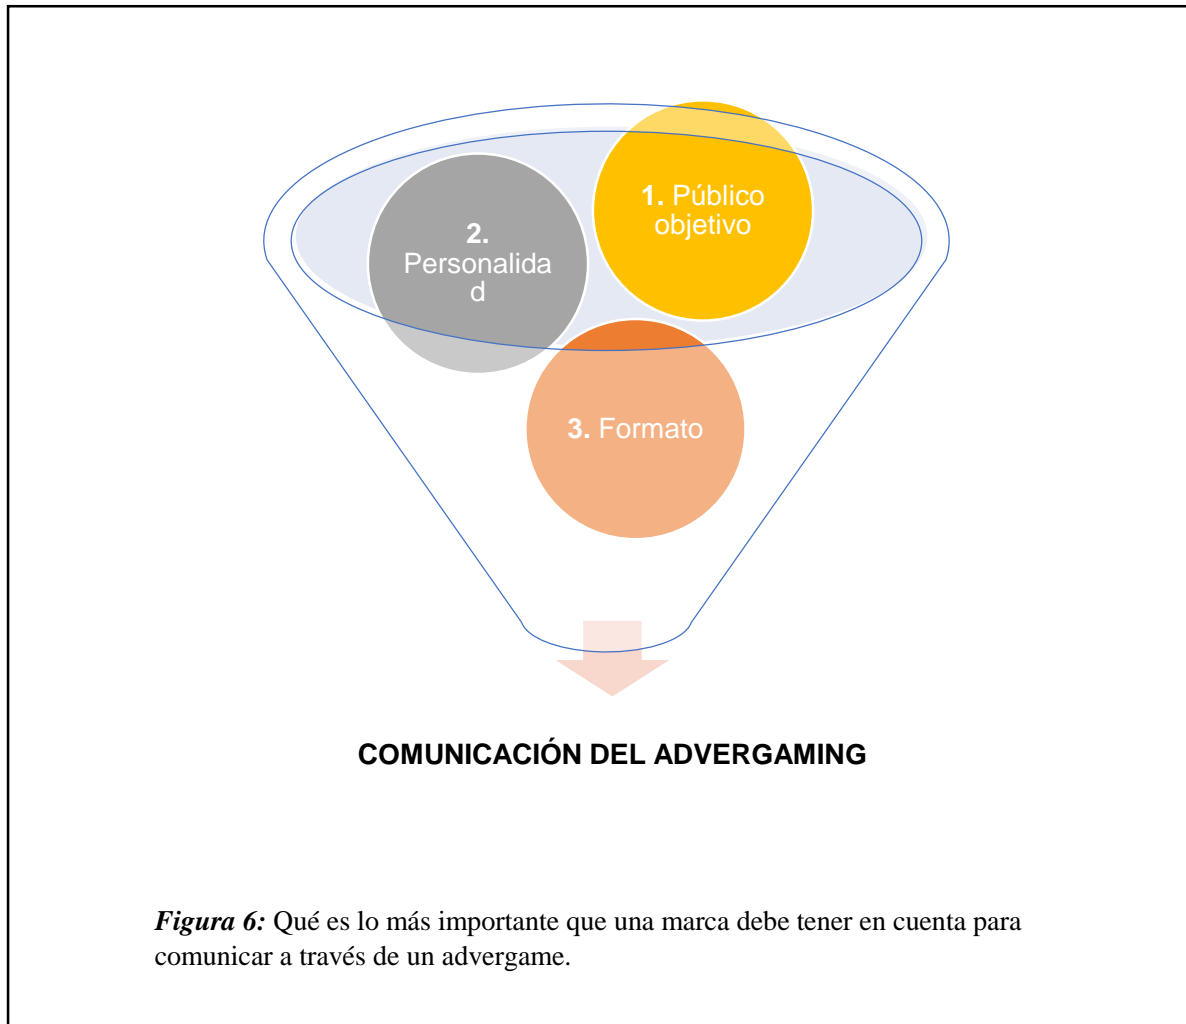 1. Público
objetivo
2.
Personalida
d
3. Formato
COMUNICACIÓN DEL ADVERGAMING
Figura 6: Qué es lo más importante que una marca debe tener en cuenta para
comunicar a través de un advergame.